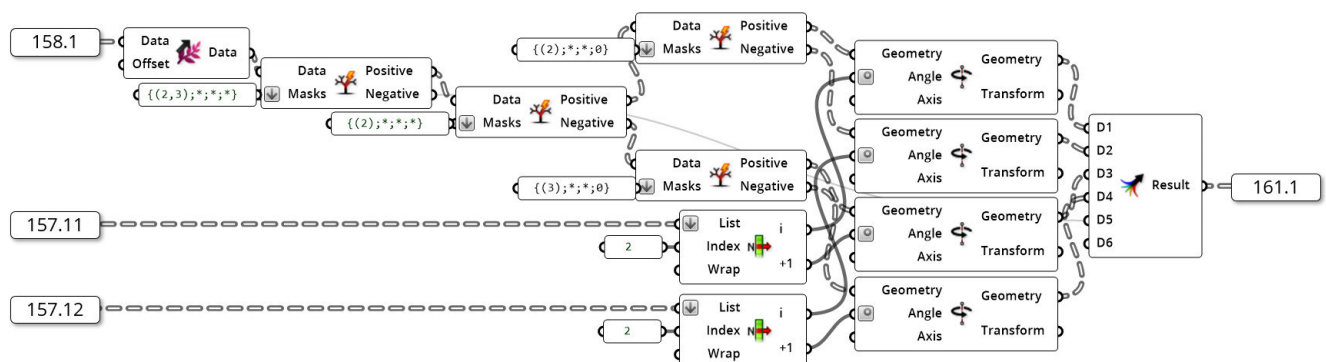 158.1
Data
Offset
Data
{(2,3);*;*;*}
Data
Masks
Positive
Negative
{(2);*;*;*}
Data
Masks
Positive
Negative
{(2);*;*;0}
Data
Masks
Positive
Negative
{(3);*;*;0}
Data
Masks
Positive
Negative
157.11
2
List
Index
Wrap
N
i
+1
157.12
2
List
Index
Wrap
N
i
+1
Geometry
Angle
Axis
Geometry
Transform
Geometry
Angle
Axis
Geometry
Transform
Geometry
Angle
Axis
Geometry
Transform
Geometry
Angle
Axis
Geometry
Transform
D1
D2
D3
D4
D5
D6
Result
161.1